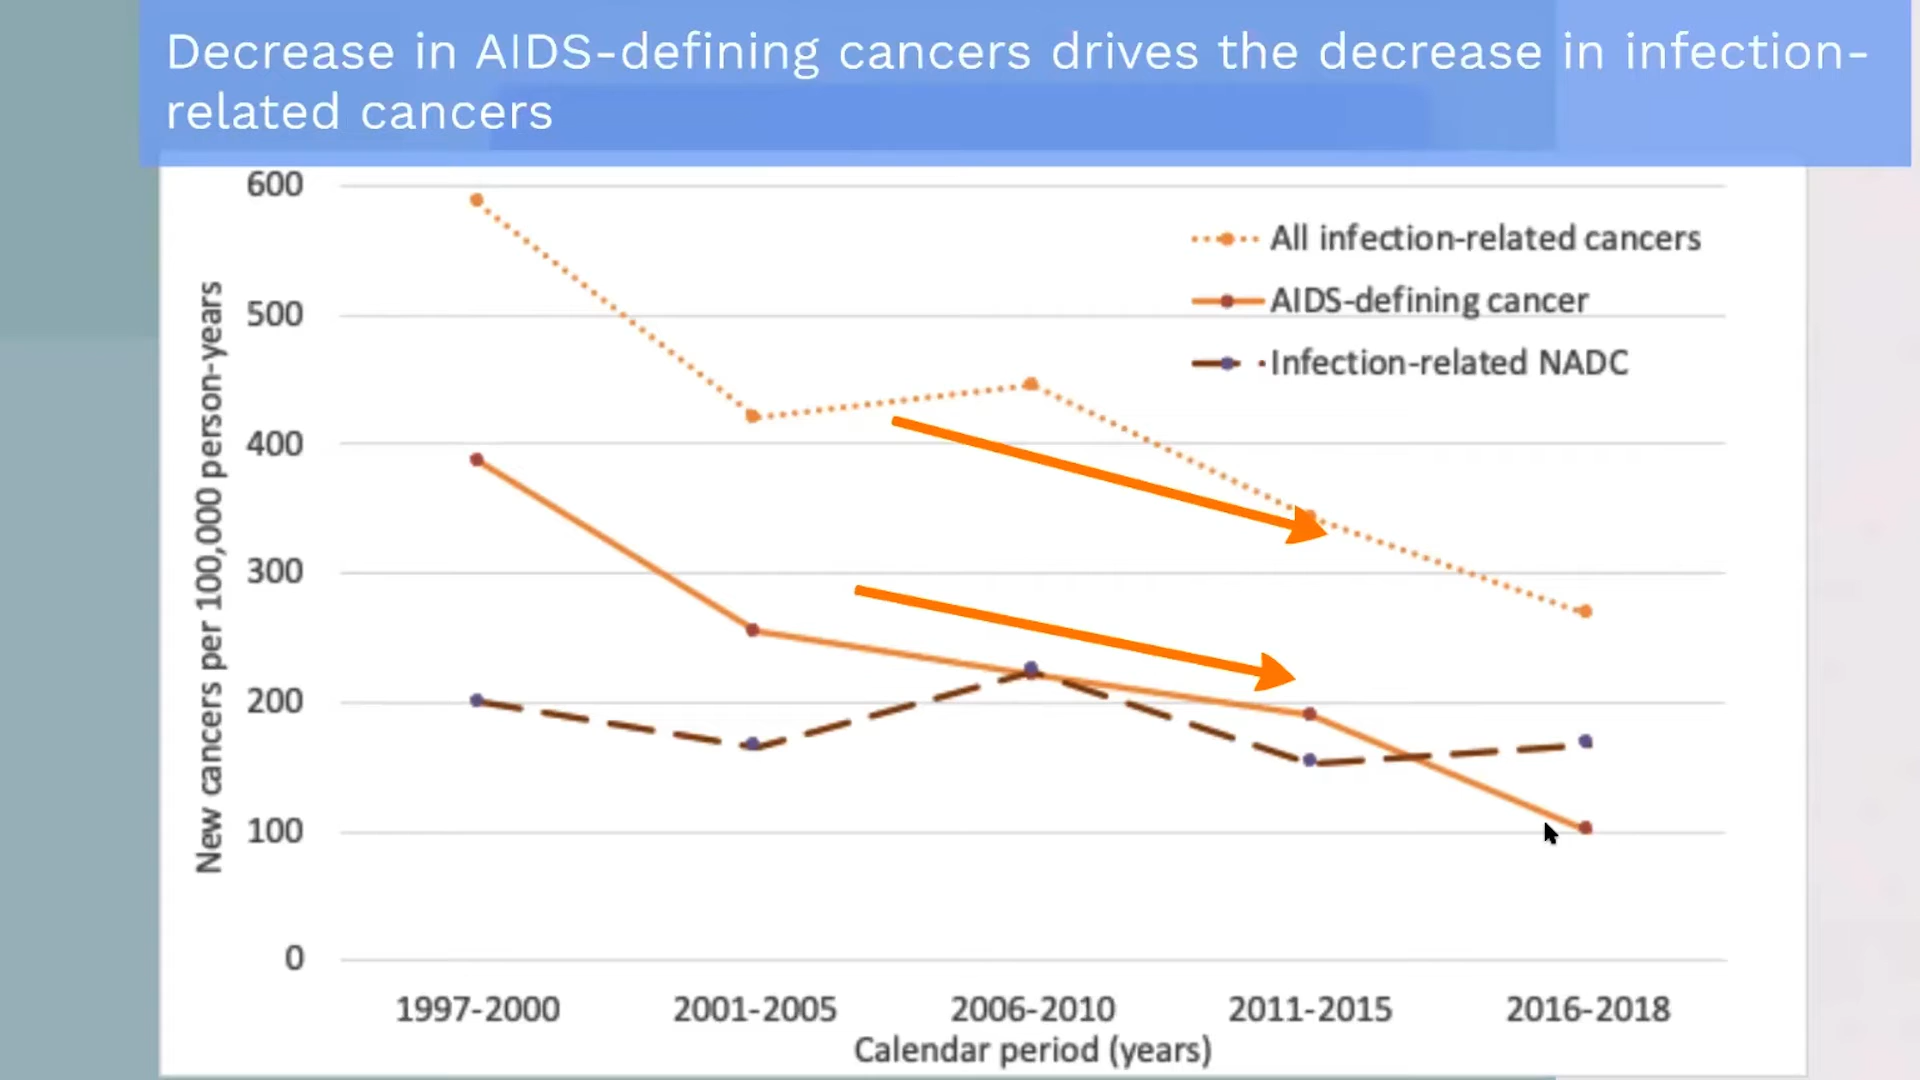 Decrease in AIDS-defining cancers drives the decrease in infection-
related cancers
600
500
400
300
200
100
0
New cancers per 100,000 person-years
All infection-related cancers
AIDS-defining cancer
Infection-related NADC
1997-2000
2001-2005
2006-2010
2011-2015
2016-2018
Calendar period (years)